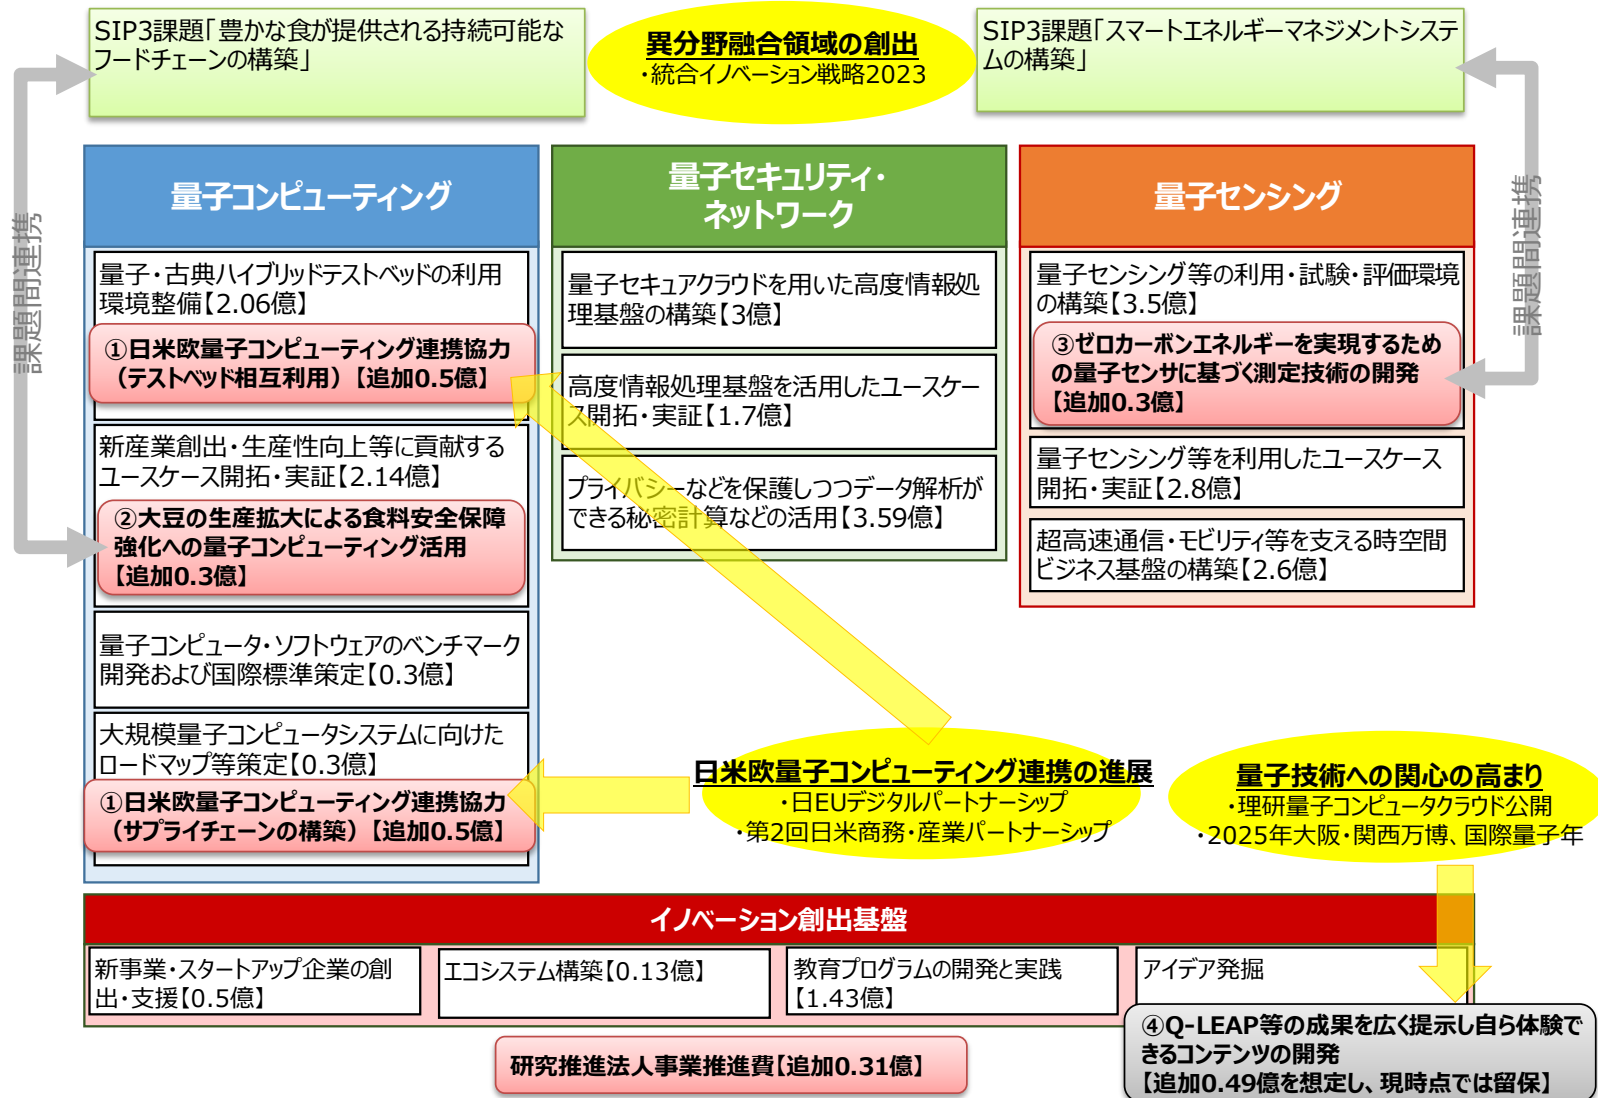 SIP3課題「豊かな食が提供される持続可能な
フードチェーンの構築」
異分野融合領域の創出
・統合イノベーション戦略2023
SIP3課題「スマートエネルギーマネジメントシステ
ムの構築」
課題間連携
課題間連携
量子コンピューティング
量子・古典ハイブリッドテストベッドの利用
環境整備【2.06億】
①日米欧量子コンピューティング連携協力
（テストベッド相互利用）【追加0.5億】
新産業創出・生産性向上等に貢献する
ユースケース開拓・実証【2.14億】
②大豆の生産拡大による食料安全保障
強化への量子コンピューティング活用
【追加0.3億】
量子コンピュータ・ソフトウェアのベンチマーク
開発および国際標準策定【0.3億】
大規模量子コンピュータシステムに向けた
ロードマップ等策定【0.3億】
①日米欧量子コンピューティング連携協力
（サプライチェーンの構築）【追加0.5億】
量子セキュリティ・
ネットワーク
量子セキュアクラウドを用いた高度情報処
理基盤の構築【3億】
高度情報処理基盤を活用したユースケー
ス開拓・実証【1.7億】
プライバシーなどを保護しつつデータ解析が
できる秘密計算などの活用【3.59億】
量子センシング
量子センシング等の利用・試験・評価環境
の構築【3.5億】
③ゼロカーボンエネルギーを実現するため
の量子センサに基づく測定技術の開発
【追加0.3億】
量子センシング等を利用したユースケース
開拓・実証【2.8億】
超高速通信・モビリティ等を支える時空間
ビジネス基盤の構築【2.6億】
日米欧量子コンピューティング連携の進展
・日EUデジタルパートナーシップ
・第2回日米商務・産業パートナーシップ
量子技術への関心の高まり
・理研量子コンピュータクラウド公開
・2025年大阪・関西万博、国際量子年
イノベーション創出基盤
新事業・スタートアップ企業の創
出・支援【0.5億】
エコシステム構築【0.13億】
教育プログラムの開発と実践
【1.43億】
アイデア発掘
④Q-LEAP等の成果を広く提示し自ら体験で
きるコンテンツの開発
【追加0.49億を想定し、現時点では留保】
研究推進法人事業推進費【追加0.31億】